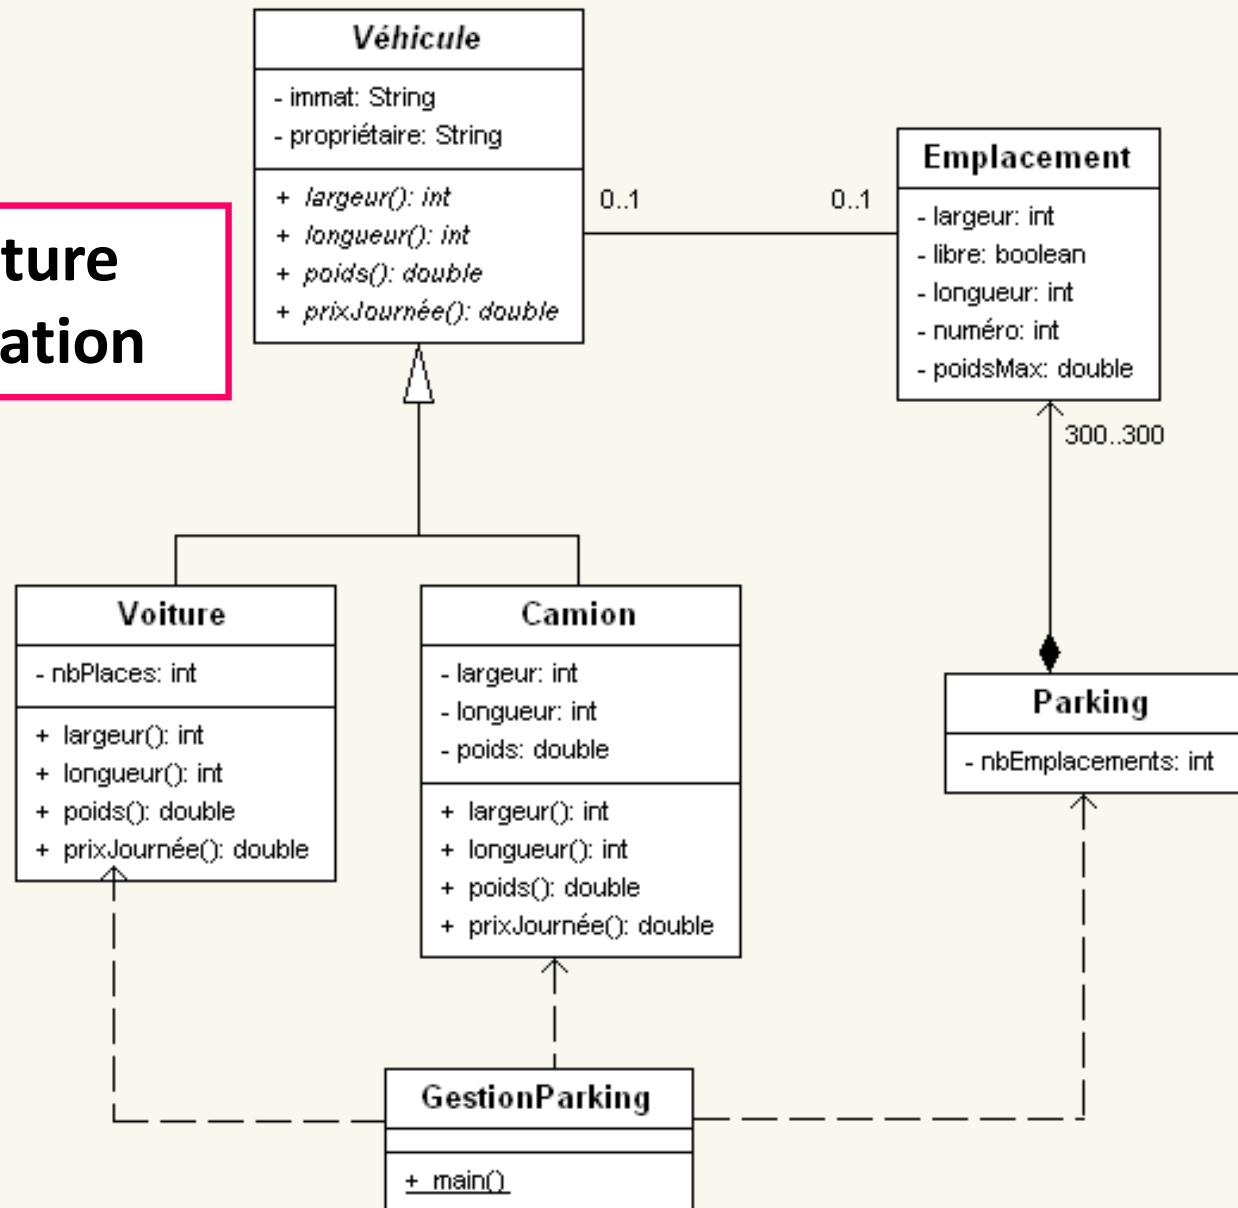 Véhicule
- immat: String
- propriétaire: String
+ largeur(): int
+ longueur(): int
+ poids(): double
+ prixJournée(): double
0..1
0..1
Emplacement
- largeur: int
- libre: boolean
- longueur: int
- numéro: int
- poidsMax: double
300..300
ture
ation
Voiture
- nbPlaces: int
+ largeur(): int
+ longueur(): int
+ poids(): double
+ prixJournée(): double
Camion
- largeur: int
- longueur: int
- poids: double
+ largeur(): int
+ longueur(): int
+ poids(): double
+ prixJournée(): double
Parking
- nbEmplacements: int
GestionParking
+ main()